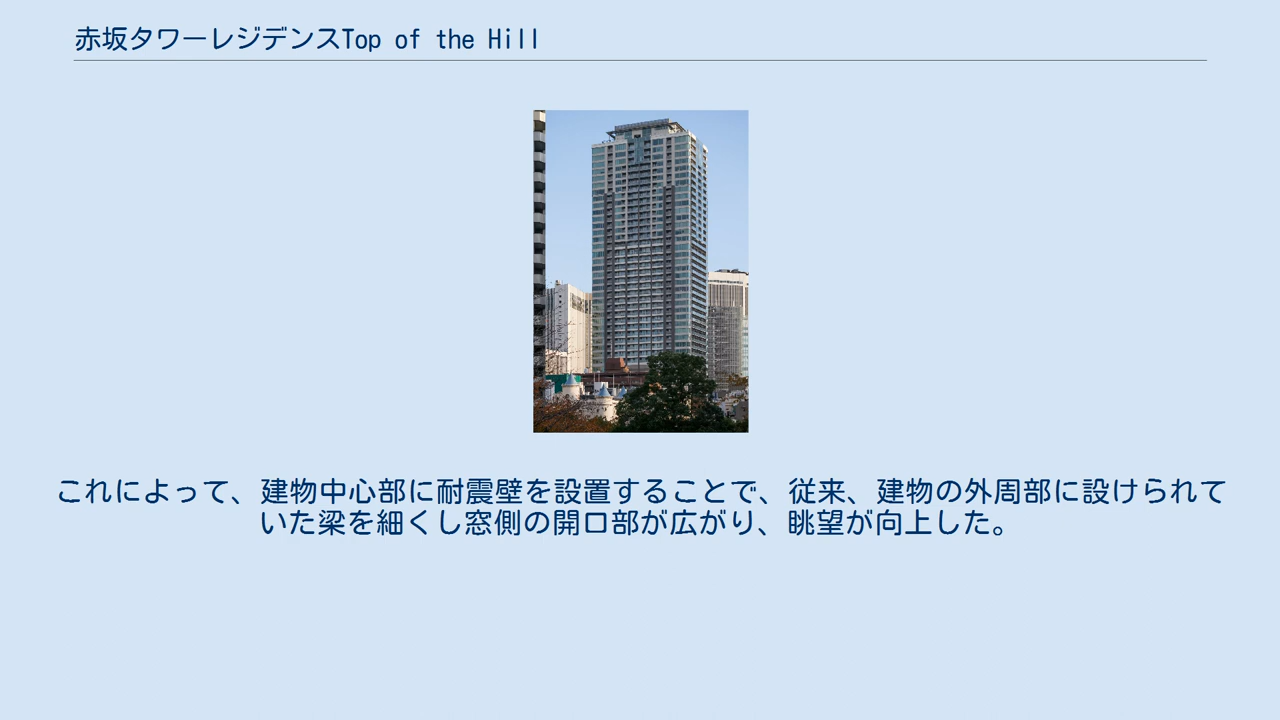 赤坂タワーレジデンスTop of the Hill
これによって、建物中心部に耐震壁を設置することで、従来、建物の外周部に設けられて
いた梁を細くし窓側の開口部が広がり、眺望が向上した。